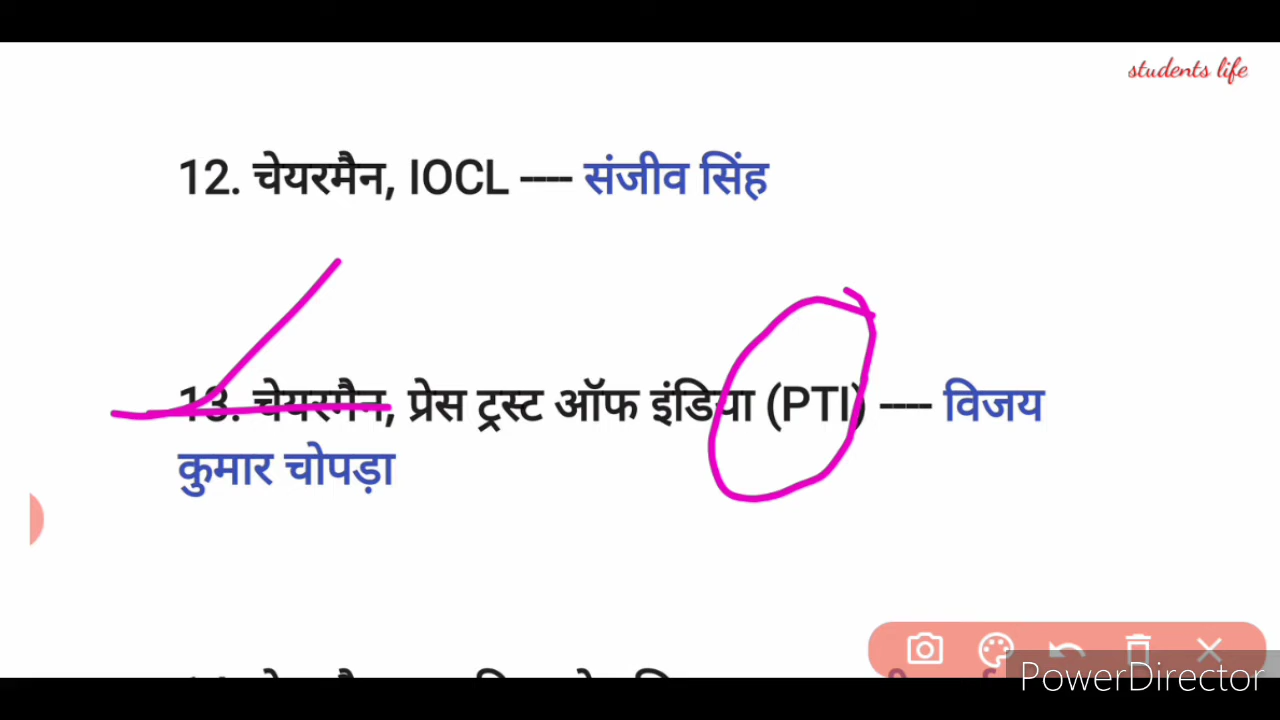 students life
12. चेयरमैन, IOCL ---- संजीव सिंह
13. चेयरमैन, प्रेस ट्रस्ट ऑफ इंडिया (PTI) ---- विजय
कुमार चोपड़ा
PowerDirector